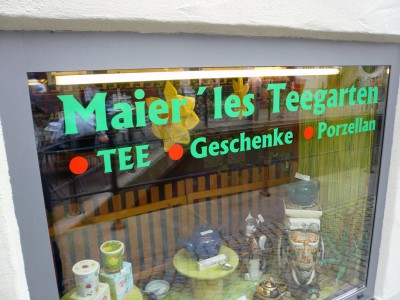 Maier´les Teegarten
• TEE • Geschenke • Porzellan